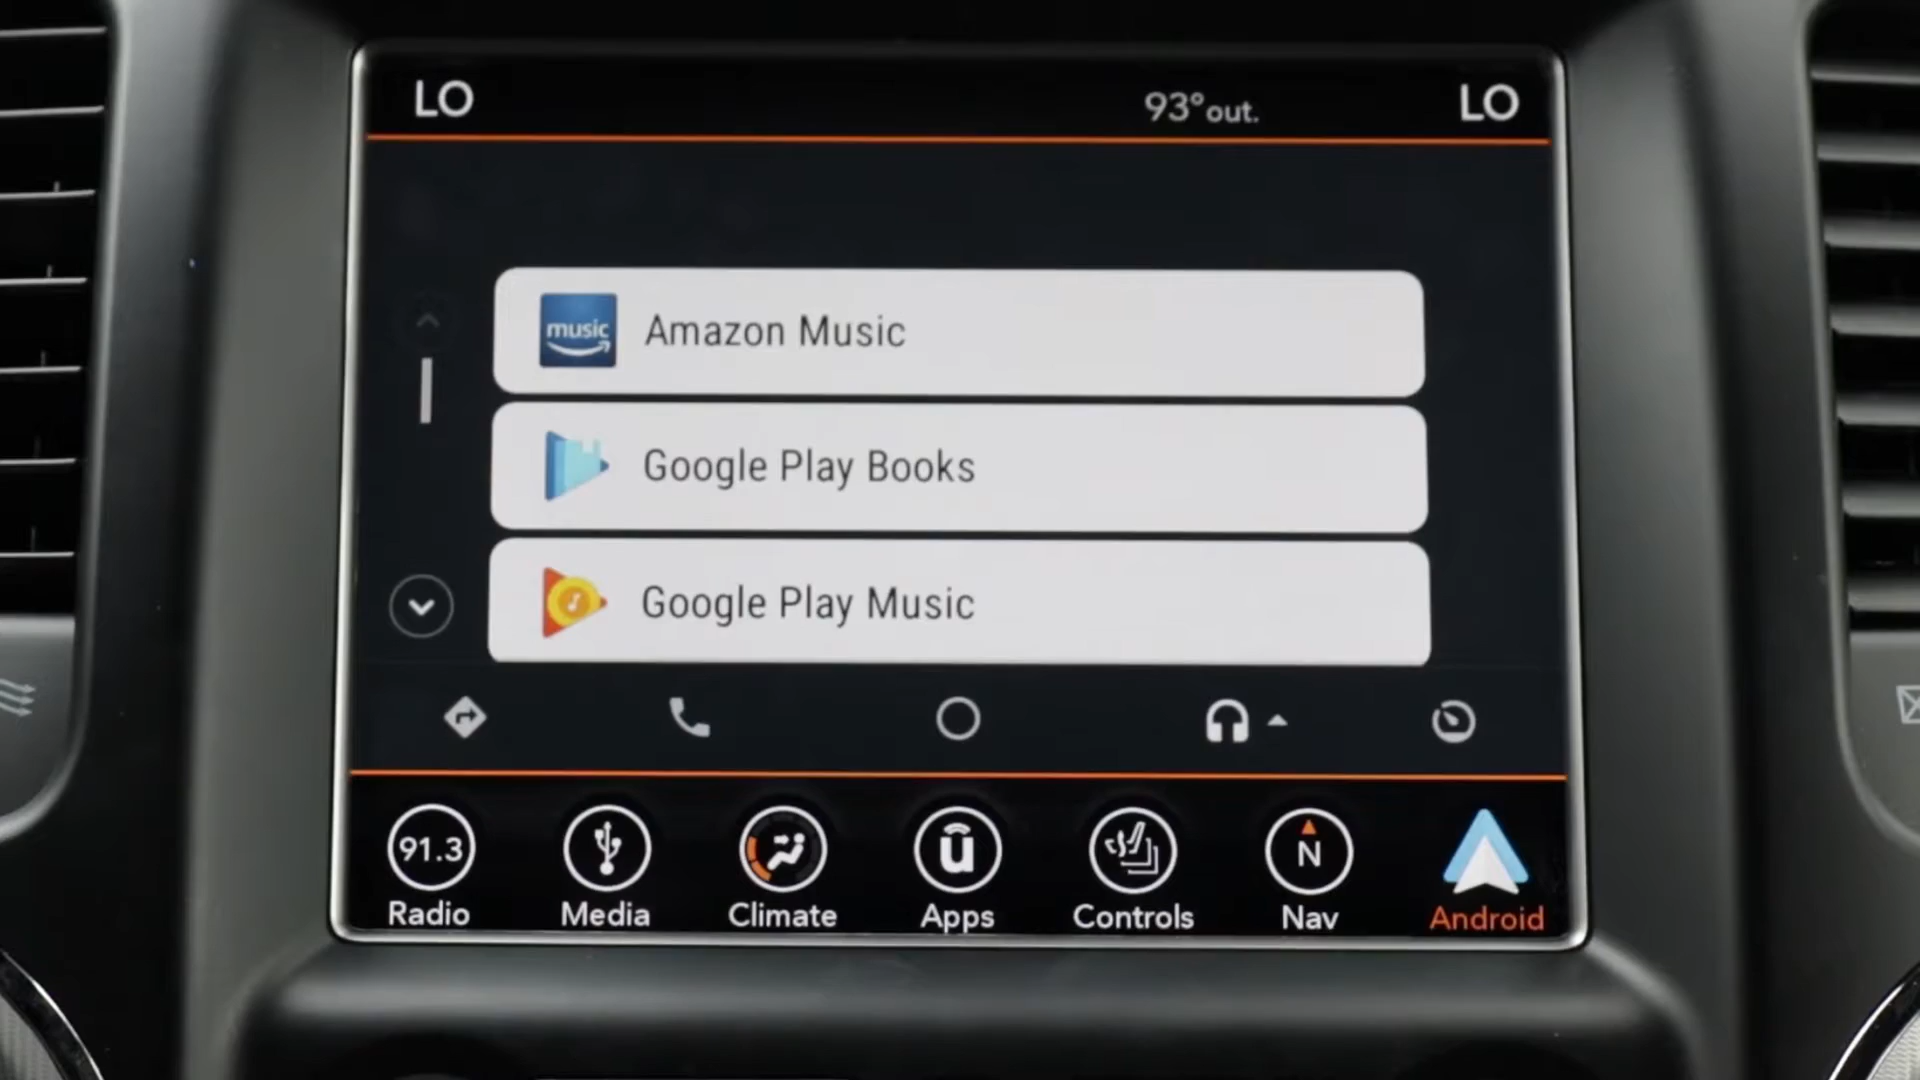 LO 93° out. LO
music Amazon Music
Google Play Books
Google Play Music
91.3 ū N
Radio Media Climate Apps Controls Nav Android